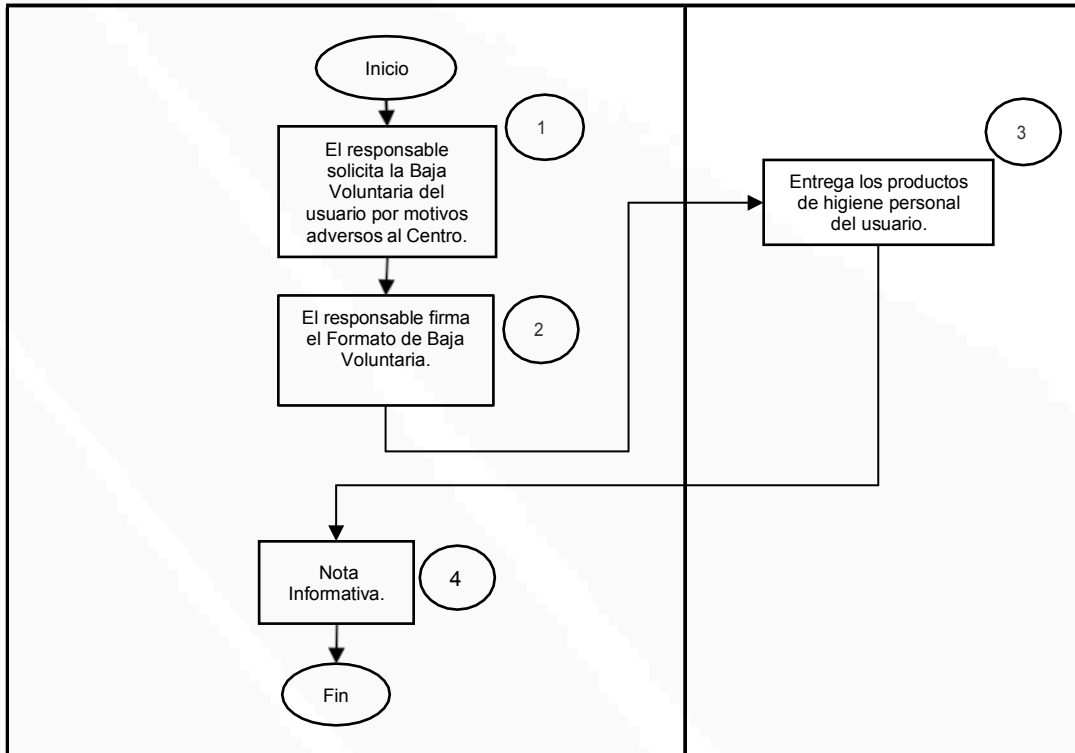 Inicio
1
El responsable
solicita la Baja
Voluntaria del
usuario por motivos
adversos al Centro.
El responsable firma
el Formato de Baja
Voluntaria.
2
3
Entrega los productos
de higiene personal
del usuario.
Nota
Informativa.
4
Fin